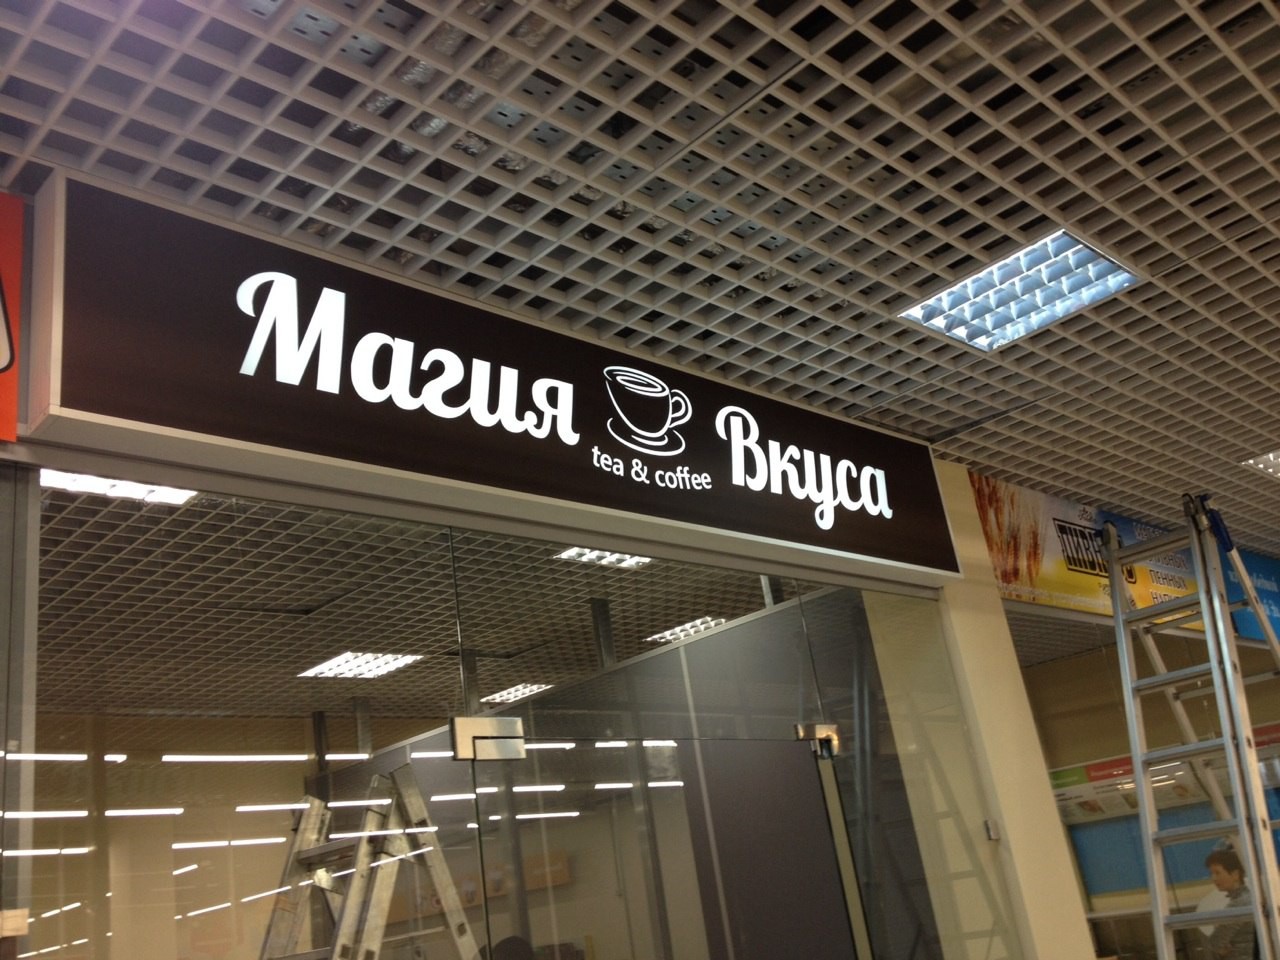 Магия Вкуса
tea & coffee